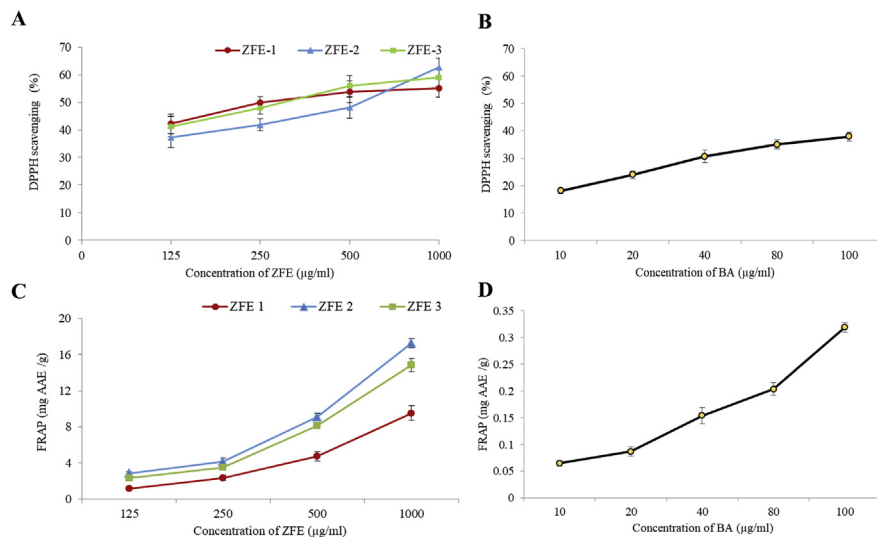 A
ZFE-1 ZFE-2 ZFE-3
70
60
50
40
30
20
10
0
DPPH scavenging (%)
0 125 250 500 1000
Concentration of ZFE (µg/ml)
B
70
60
50
40
30
20
10
0
DPPH scavenging (%)
10 20 40 80 100
Concentration of BA (µg/ml)
C
ZFE 1 ZFE 2 ZFE 3
20
16
12
8
4
0
FRAP (mg AAE /g)
125 250 500 1000
Concentration of ZFE (µg/ml)
D
0.35
0.3
0.25
0.2
0.15
0.1
0.05
0
FRAP (mg AAE /g)
10 20 40 80 100
Concentration of BA (µg/ml)